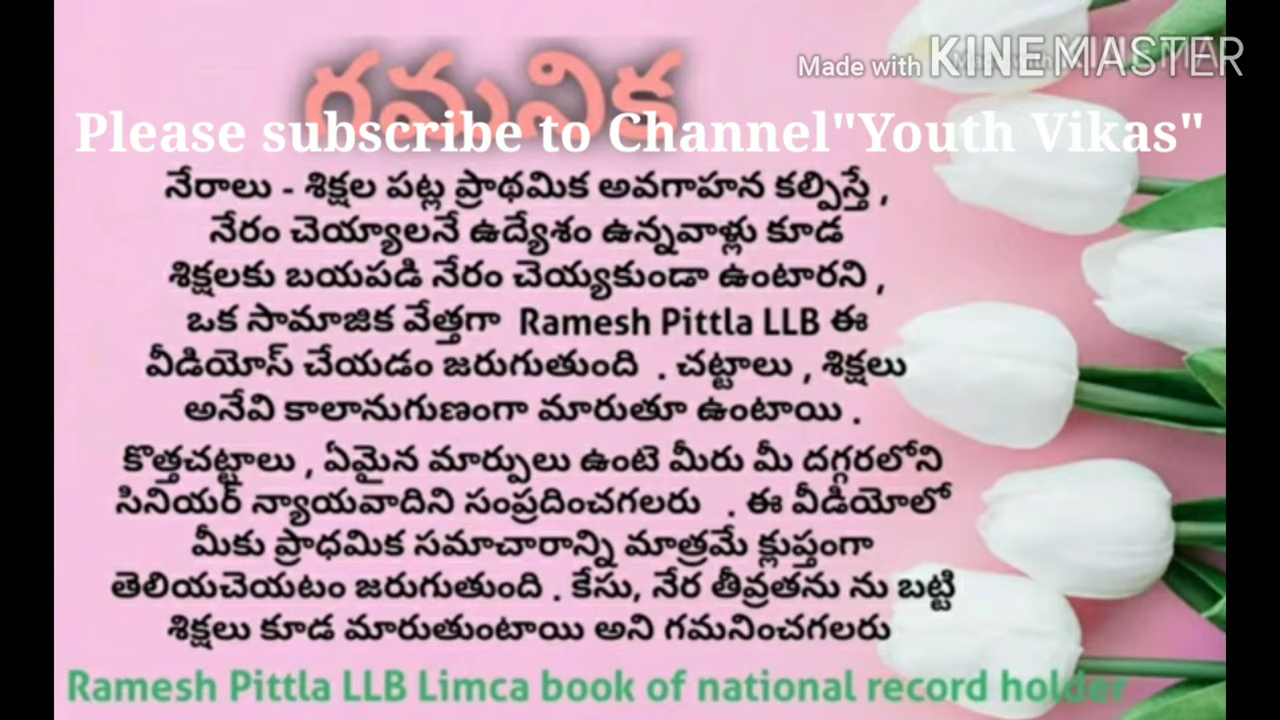 Made with KINEMASTER
గమనిక
Please subscribe to Channel"Youth Vikas"
నేరాలు - శిక్షల పట్ల ప్రాథమిక అవగాహన కల్పిస్తే ,
నేరం చెయ్యాలనే ఉద్యేశం ఉన్నవాళ్లు కూడ
శిక్షలకు బయపడి నేరం చెయ్యకుండా ఉంటారని ,
ఒక సామాజిక వేత్తగా Ramesh Pittla LLB ఈ
వీడియోస్ చేయడం జరుగుతుంది . చట్టాలు , శిక్షలు
అనేవి కాలానుగుణంగా మారుతూ ఉంటాయి .
కొత్తచట్టాలు , ఏమైన మార్పులు ఉంటె మీరు మీ దగ్గరలోని
సినియర్ న్యాయవాదిని సంప్రదించగలరు . ఈ వీడియోలో
మీకు ప్రాధమిక సమాచారాన్ని మాత్రమే క్లుప్తంగా
తెలియచెయటం జరుగుతుంది . కేసు, నేర తీవ్రతను ను బట్టి
శిక్షలు కూడ మారుతుంటాయి అని గమనించగలరు
Ramesh Pittla LLB Limca book of national record holder